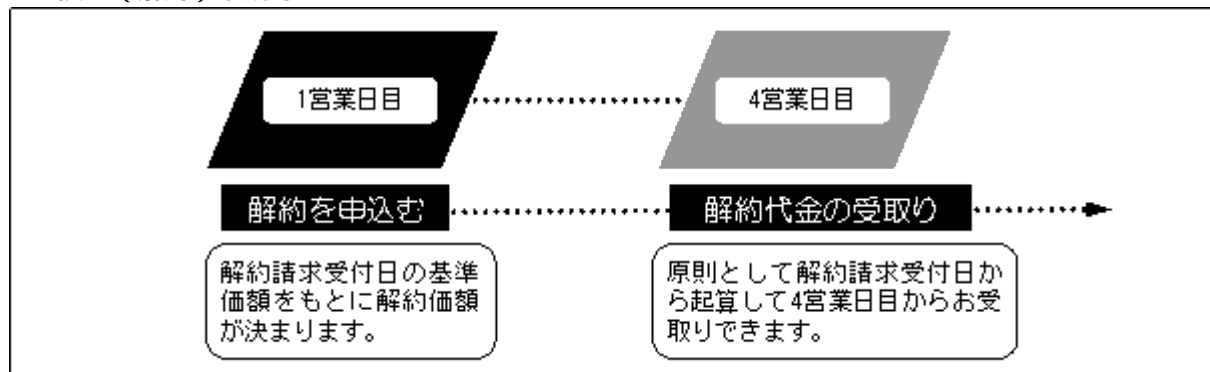 1営業日目
4営業日目
解約を申込む
解約代金の受取り
解約請求受付日の基準
価額をもとに解約価額
が決まります。
原則として解約請求受付日か
ら起算して4営業日目からお受
取りできます。